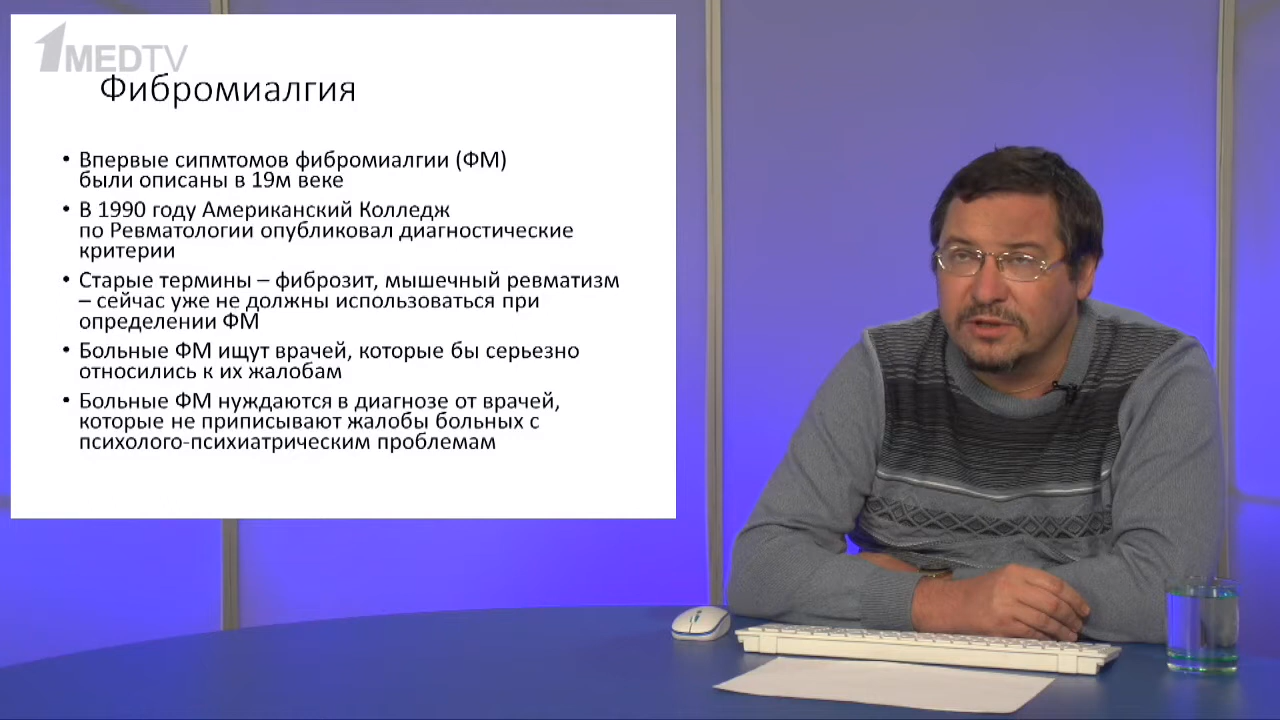 1MEDTV
Фибромиалгия
• Впервые сипмтомов фибромиалгии (ФМ)
были описаны в 19м веке
• В 1990 году Американский Колледж
по Ревматологии опубликовал диагностические
критерии
• Старые термины – фиброзит, мышечный ревматизм
– сейчас уже не должны использоваться при
определении ФМ
• Больные ФМ ищут врачей, которые бы серьезно
относились к их жалобам
• Больные ФМ нуждаются в диагнозе от врачей,
которые не приписывают жалобы больных с
психолого-психиатрическим проблемам